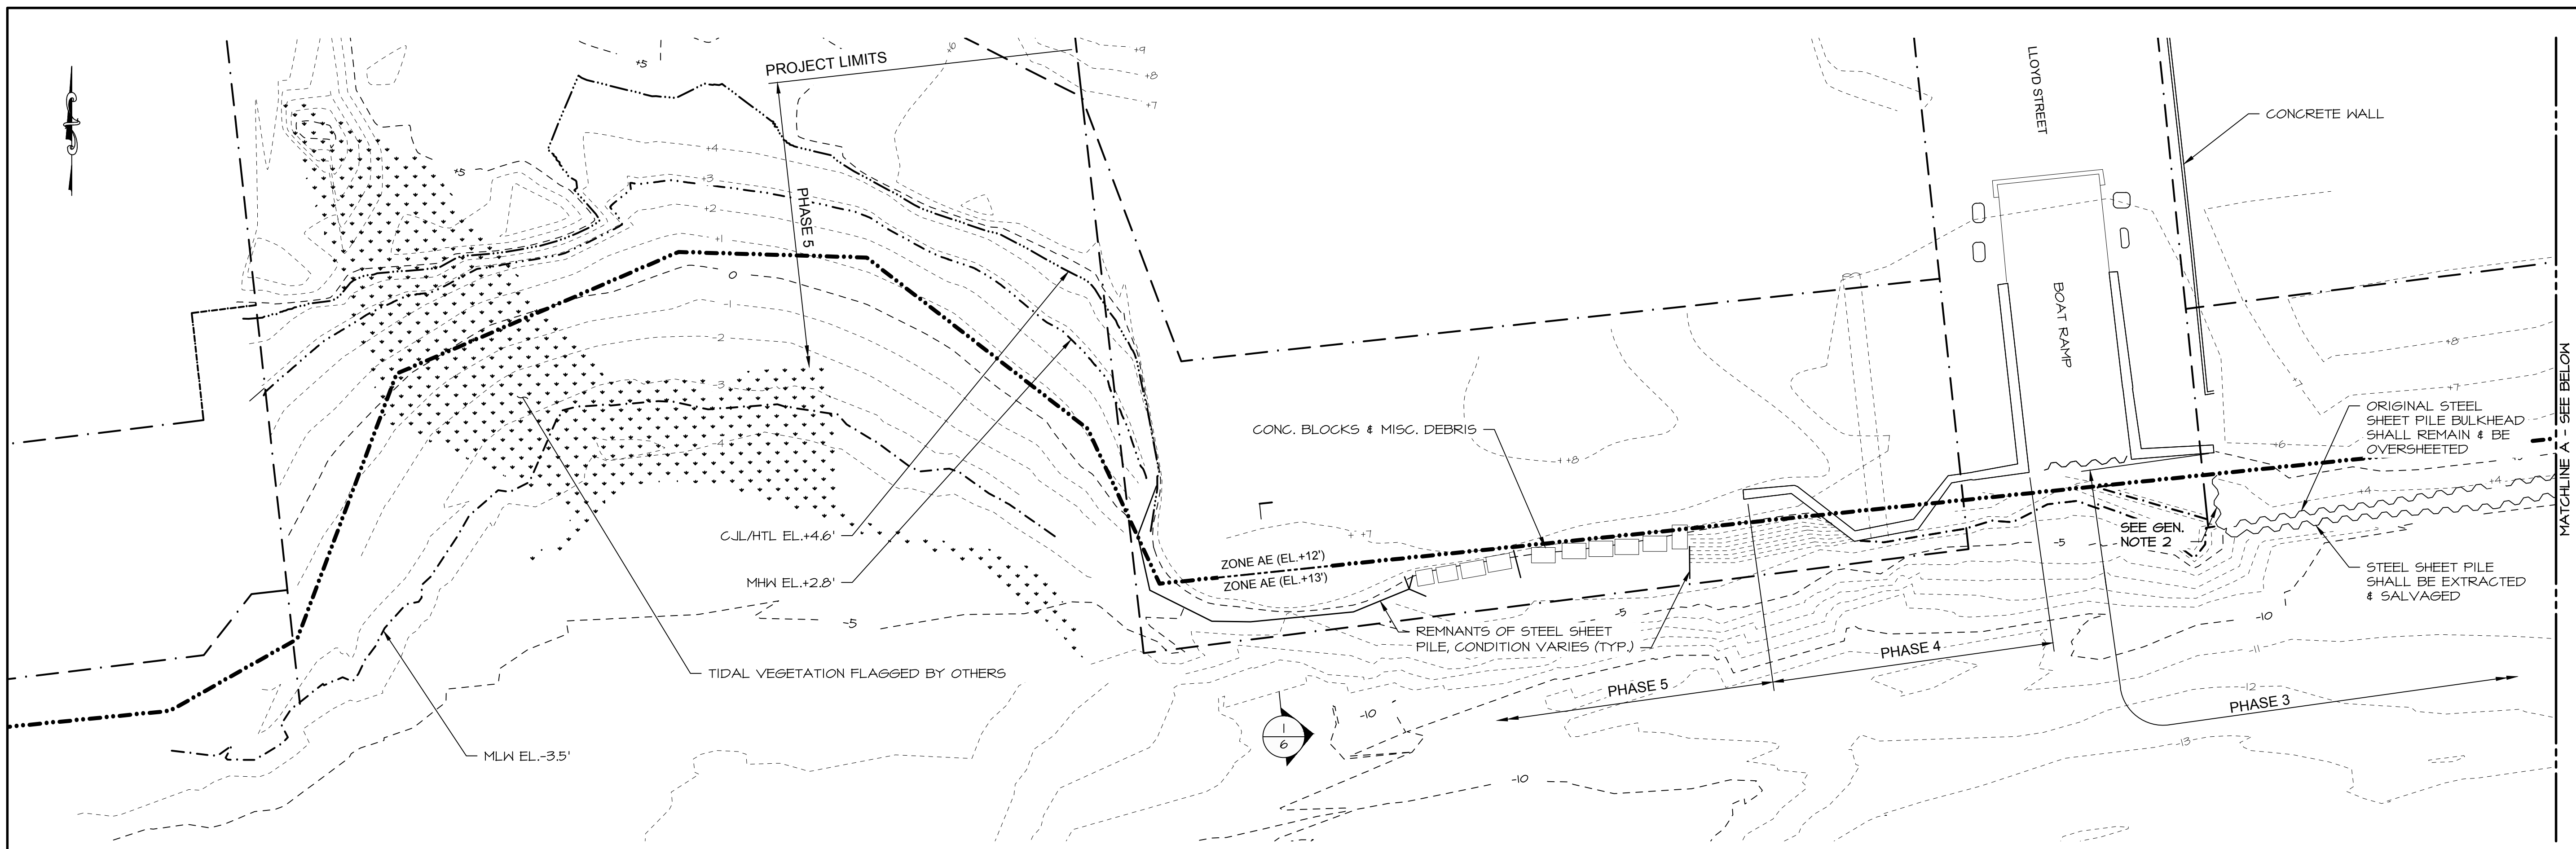 +5
PROJECT LIMITS
+6
+9
+8
+7
LLOYD STREET
CONCRETE WALL
+5
+4
+3
+2
+1
0
-1
-2
-3
-4
PHASE 5
BOAT RAMP
CONC. BLOCKS & MISC. DEBRIS
+8
+7
+8
+7
+7
+6
+4
+4
ORIGINAL STEEL
SHEET PILE BULKHEAD
SHALL REMAIN & BE
OVERSHEETED
MATCHLINE A - SEE BELOW
CJL/HTL EL.+4.6'
MHW EL.+2.8'
ZONE AE (EL.+12')
ZONE AE (EL.+13')
SEE GEN.
NOTE 2
-5
STEEL SHEET PILE
SHALL BE EXTRACTED
& SALVAGED
-5
-5
REMNANTS OF STEEL SHEET
PILE, CONDITION VARIES (TYP.)
-10
-11
-12
-13
TIDAL VEGETATION FLAGGED BY OTHERS
PHASE 4
PHASE 5
PHASE 3
1
6
-10
-10
MLW EL.-3.5'